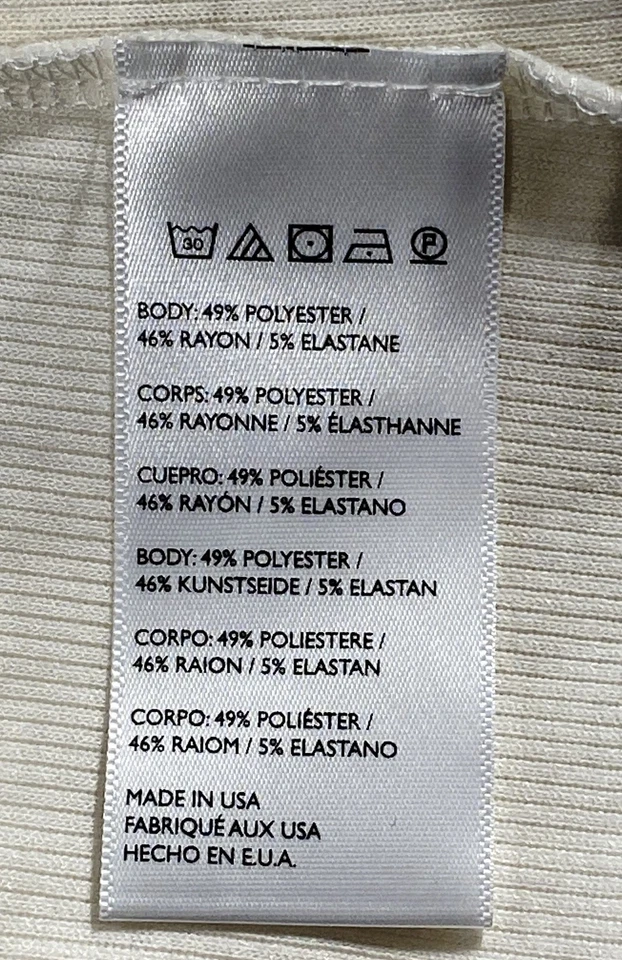 30 P
BODY: 49% POLYESTER /
46% RAYON / 5% ELASTANE
CORPS: 49% POLYESTER /
46% RAYONNE / 5% ÉLASTHANNE
CUEPRO: 49% POLIÉSTER /
46% RAYÓN / 5% ELASTANO
BODY: 49% POLYESTER /
46% KUNSTSEIDE / 5% ELASTAN
CORPO: 49% POLIESTERE /
46% RAION / 5% ELASTAN
CORPO: 49% POLIÉSTER /
46% RAIOM / 5% ELASTANO
MADE IN USA
FABRIQUÉ AUX USA
HECHO EN E.U.A.